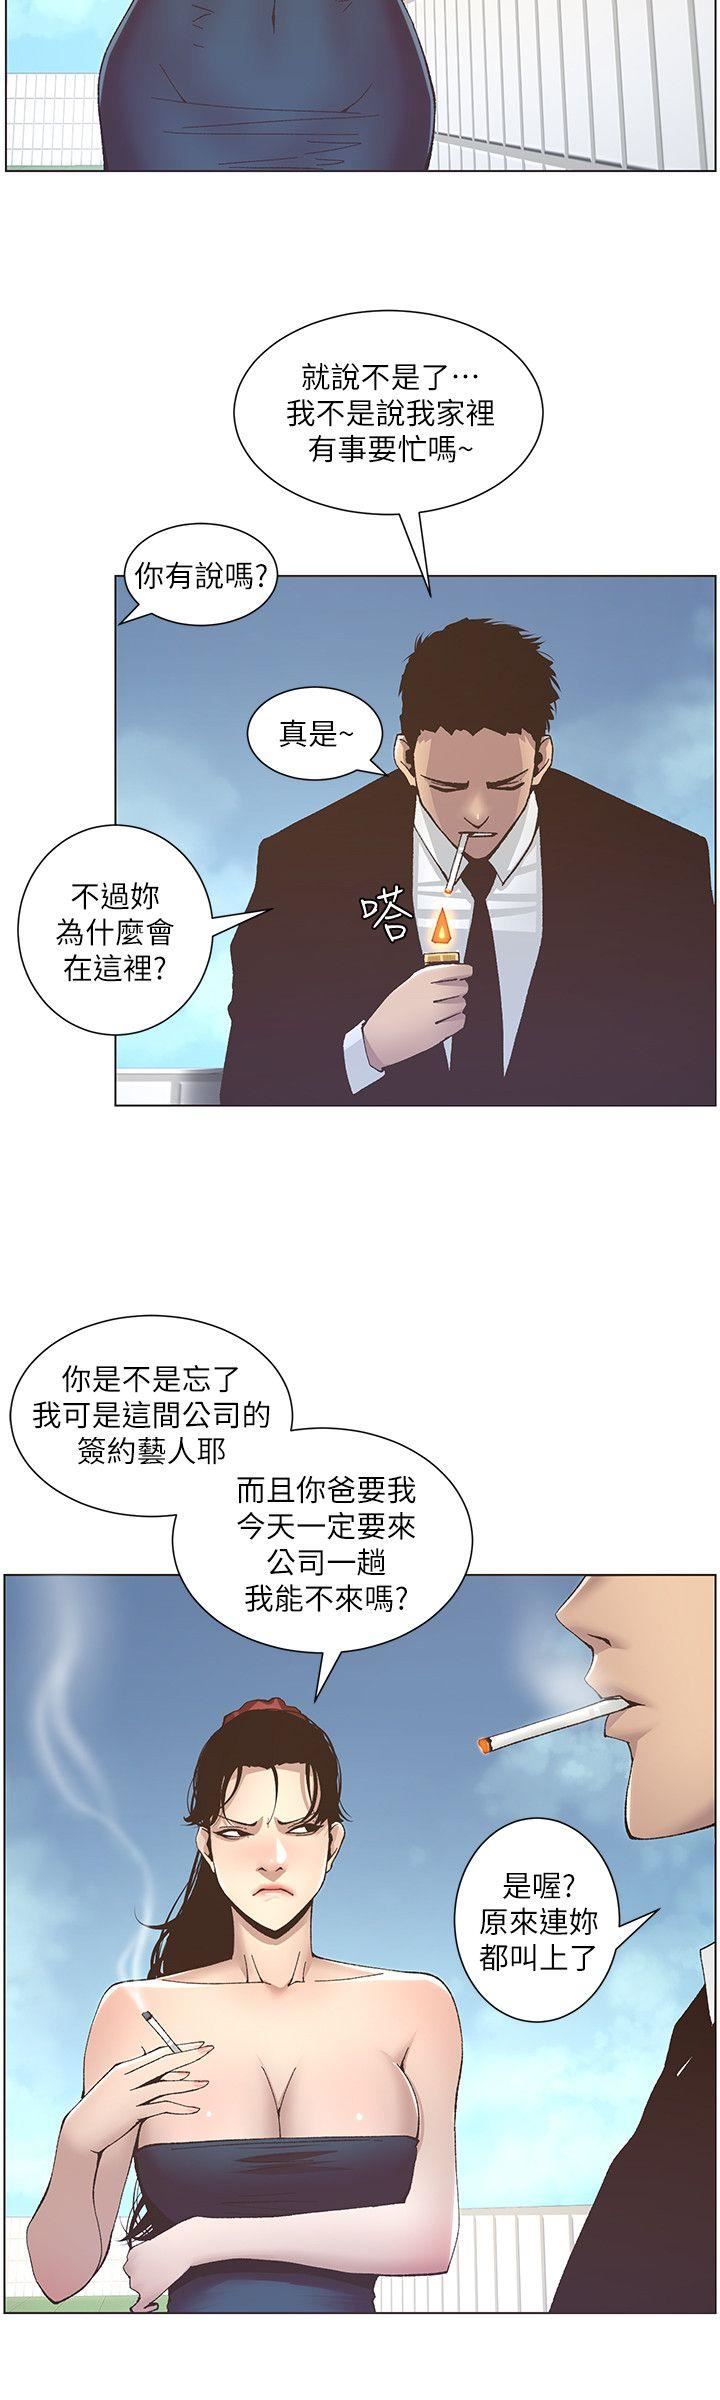 就說不是了…
我不是說我家裡
有事要忙嗎~
你有說嗎?
真是~
不過妳
為什麼會
在這裡?
嗒
你是不是忘了
我可是這間公司的
簽約藝人耶
而且你爸要我
今天一定要來
公司一趟
我能不來嗎?
是喔?
原來連妳
都叫上了